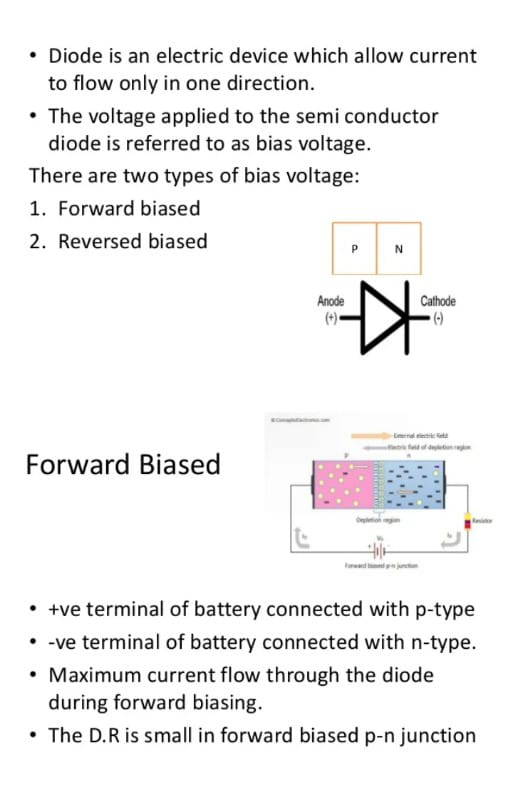 • Diode is an electric device which allow current
to flow only in one direction.
• The voltage applied to the semi conductor
diode is referred to as bias voltage.
There are two types of bias voltage:
1. Forward biased
2. Reversed biased
P N
Anode
(+)
Cathode
(-)
Forward Biased
External electric field
Electric field of depletion region
p n
Depletion region
Resistor
Forward biased p-n junction
• +ve terminal of battery connected with p-type
• -ve terminal of battery connected with n-type.
• Maximum current flow through the diode
during forward biasing.
• The D.R is small in forward biased p-n junction